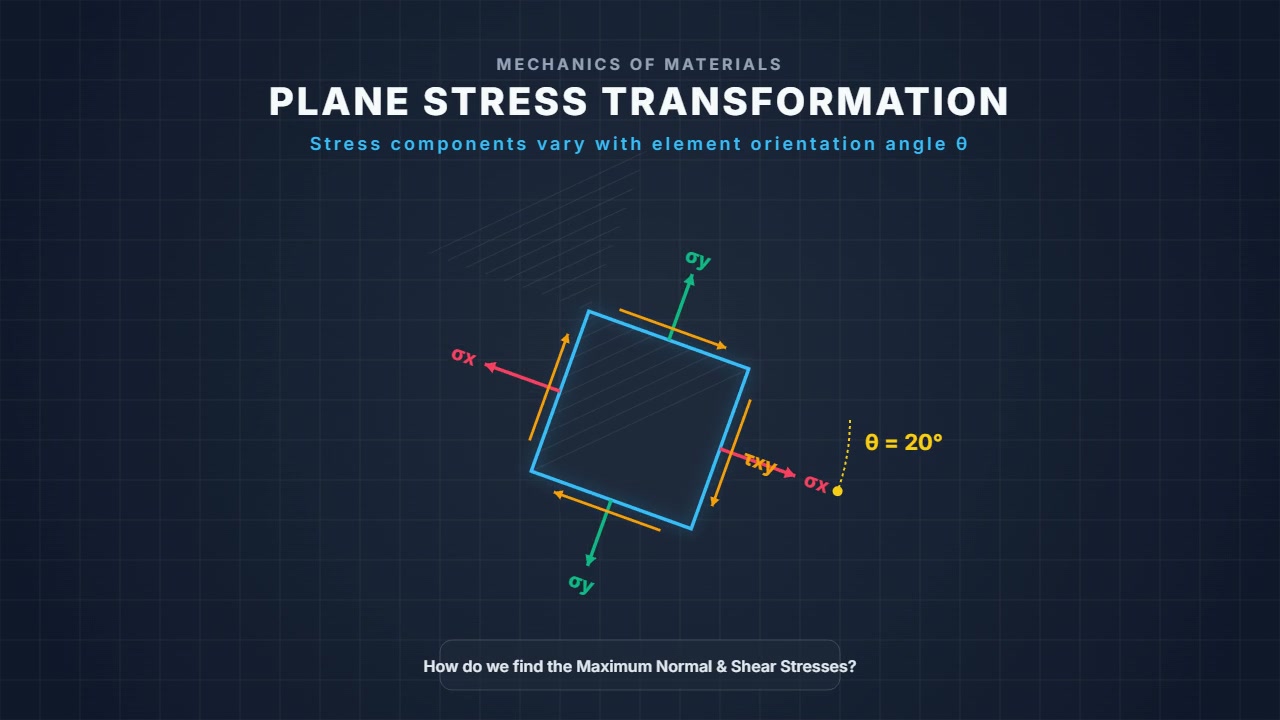 MECHANICS OF MATERIALS
PLANE STRESS TRANSFORMATION
Stress components vary with element orientation angle θ
σy
σx
θ = 20°
τxy
σx
σy
How do we find the Maximum Normal & Shear Stresses?